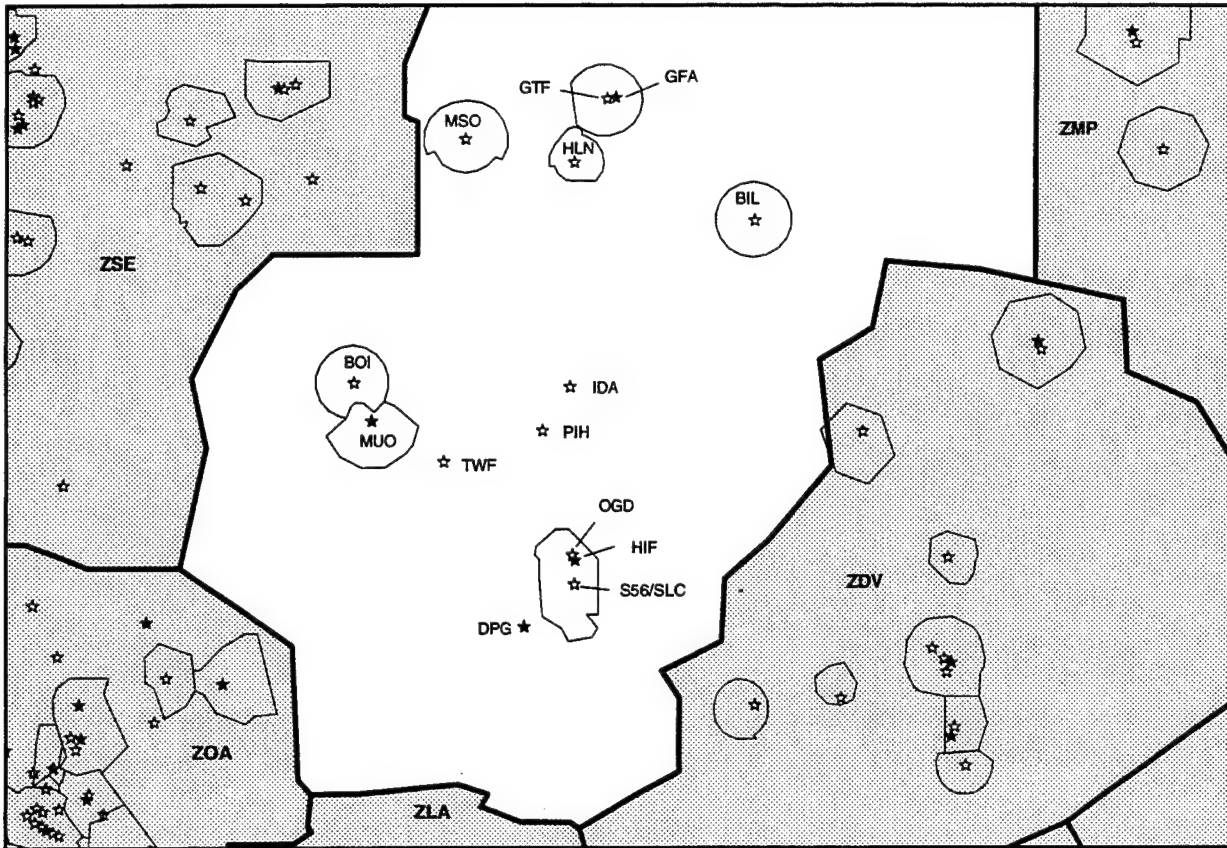 GTF
GFA
MSO
HLN
ZMP
BIL
ZSE
BOI
IDA
MUO
PIH
TWF
OGD
HIF
ZDV
S56/SLC
DPG
ZOA
ZLA